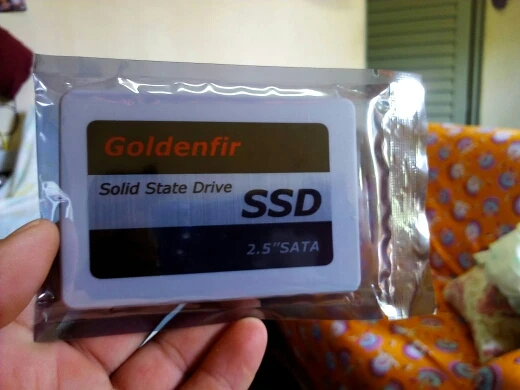 Goldenfir
Solid State Drive
SSD
2.5"SATA